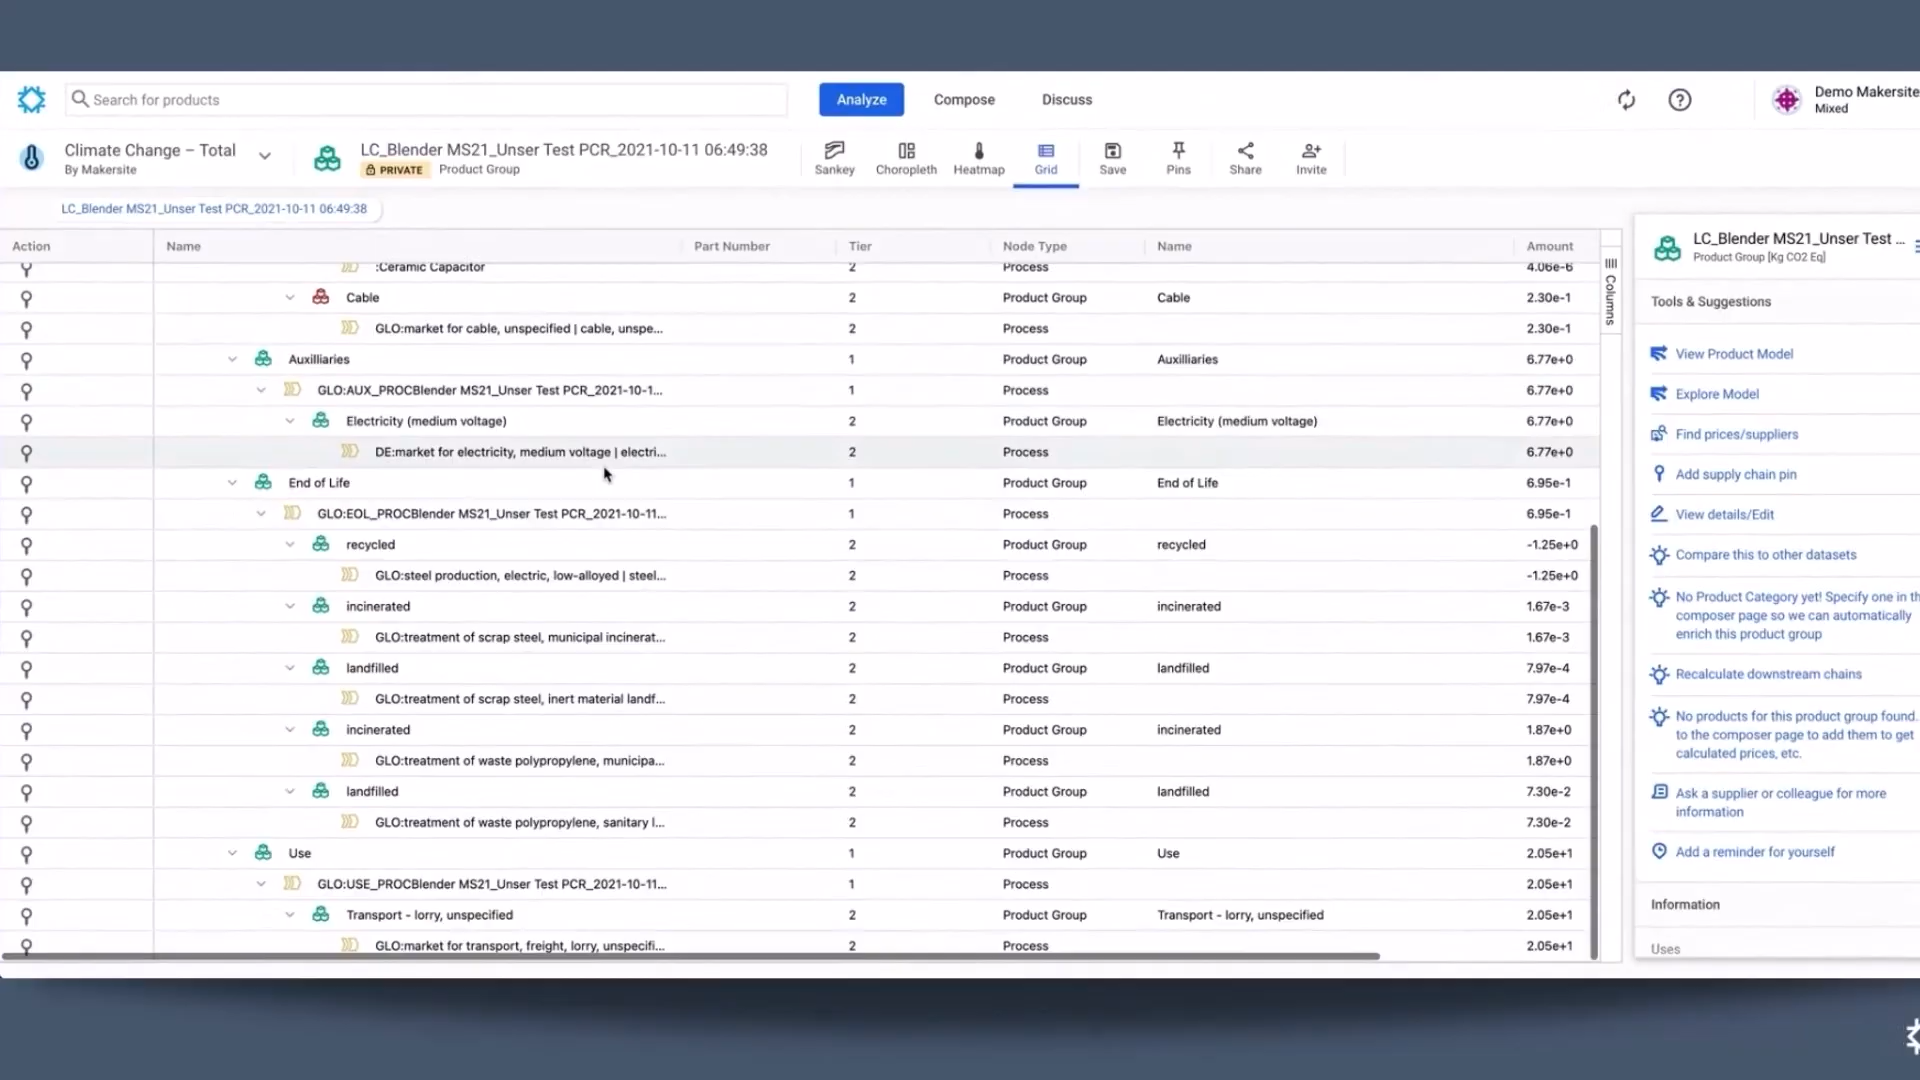 Search for products
Analyze
Compose
Discuss
Demo Makersite
Mixed
Climate Change – Total
By Makersite
LC_Blender MS21_Unser Test PCR_2021-10-11 06:49:38
PRIVATE Product Group
Sankey
Choropleth
Heatmap
Grid
Save
Pins
Share
Invite
LC_Blender MS21_Unser Test PCR_2021-10-11 06:49:38
Action Name Part Number Tier Node Type Name Amount
:Ceramic Capacitor 2 Process 4.06e-6
Cable 2 Product Group Cable 2.30e-1
GLO:market for cable, unspecified | cable, unspe... 2 Process 2.30e-1
Auxilliaries 1 Product Group Auxilliaries 6.77e+0
GLO:AUX_PROCBlender MS21_Unser Test PCR_2021-10-1... 1 Process 6.77e+0
Electricity (medium voltage) 2 Product Group Electricity (medium voltage) 6.77e+0
DE:market for electricity, medium voltage | electri... 2 Process 6.77e+0
End of Life 1 Product Group End of Life 6.95e-1
GLO:EOL_PROCBlender MS21_Unser Test PCR_2021-10-11... 1 Process 6.95e-1
recycled 2 Product Group recycled -1.25e+0
GLO:steel production, electric, low-alloyed | steel... 2 Process -1.25e+0
incinerated 2 Product Group incinerated 1.67e-3
GLO:treatment of scrap steel, municipal incinerat... 2 Process 1.67e-3
landfilled 2 Product Group landfilled 7.97e-4
GLO:treatment of scrap steel, inert material landf... 2 Process 7.97e-4
incinerated 2 Product Group incinerated 1.87e+0
GLO:treatment of waste polypropylene, municipa... 2 Process 1.87e+0
landfilled 2 Product Group landfilled 7.30e-2
GLO:treatment of waste polypropylene, sanitary l... 2 Process 7.30e-2
Use 1 Product Group Use 2.05e+1
GLO:USE_PROCBlender MS21_Unser Test PCR_2021-10-11... 1 Process 2.05e+1
Transport - lorry, unspecified 2 Product Group Transport - lorry, unspecified 2.05e+1
GLO:market for transport, freight, lorry, unspecifi... 2 Process 2.05e+1
Columns
LC_Blender MS21_Unser Test ...
Product Group [Kg CO2 Eq]
Tools & Suggestions
View Product Model
Explore Model
Find prices/suppliers
Add supply chain pin
View details/Edit
Compare this to other datasets
No Product Category yet! Specify one in th
composer page so we can automatically
enrich this product group
Recalculate downstream chains
No products for this product group found.
to the composer page to add them to get
calculated prices, etc.
Ask a supplier or colleague for more
information
Add a reminder for yourself
Information
Uses